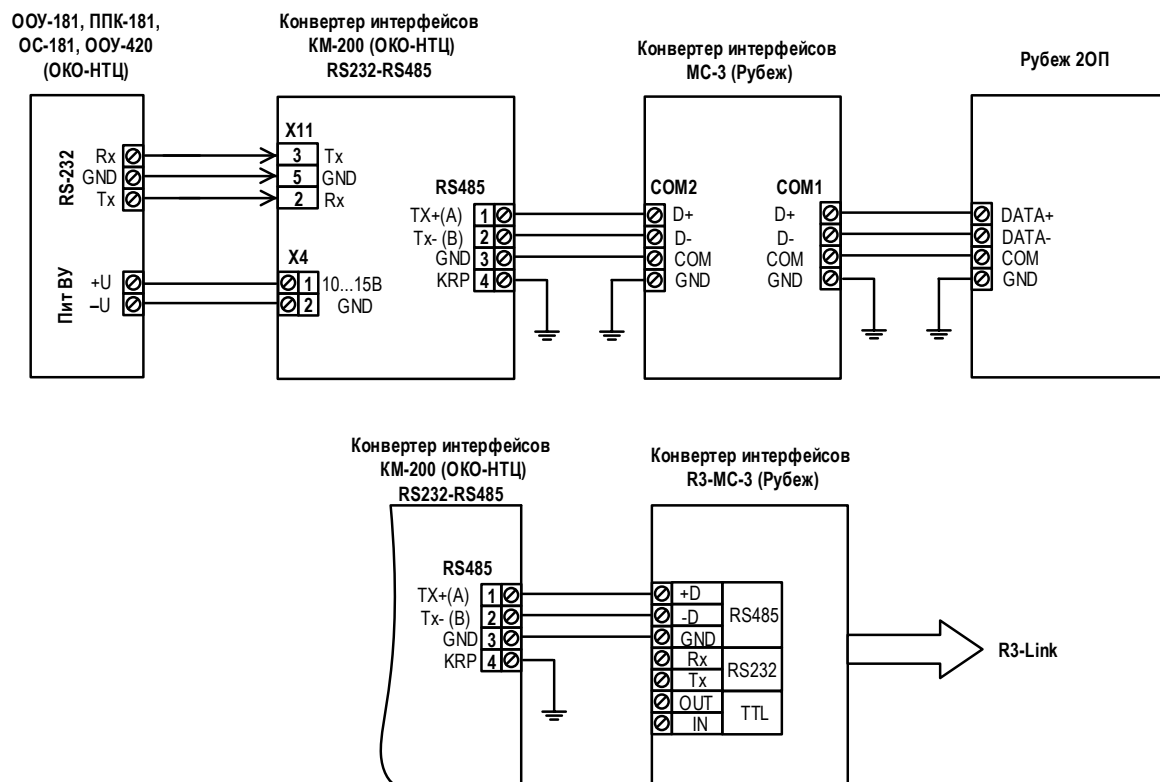 ООУ-181, ППК-181,
ОС-181, ООУ-420
(ОКО-НТЦ)
Конвертер интерфейсов
КМ-200 (ОКО-НТЦ)
RS232-RS485
Конвертер интерфейсов
МС-3 (Рубеж)
Рубеж 2ОП
RS-232
Rx
GND
Tx
Пит ВУ
+U
–U
X11
3 Tx
5 GND
2 Rx
X4
1 10...15В
2 GND
RS485
TX+(A) 1
Tx- (B) 2
GND 3
KRP 4
COM2
D+
D-
COM
GND
COM1
D+
D-
COM
GND
DATA+
DATA-
COM
GND
Конвертер интерфейсов
КМ-200 (ОКО-НТЦ)
RS232-RS485
RS485
TX+(A) 1
Tx- (B) 2
GND 3
KRP 4
Конвертер интерфейсов
R3-МС-3 (Рубеж)
+D
-D
GND
RS485
Rx
Tx
RS232
OUT
IN
TTL
R3-Link